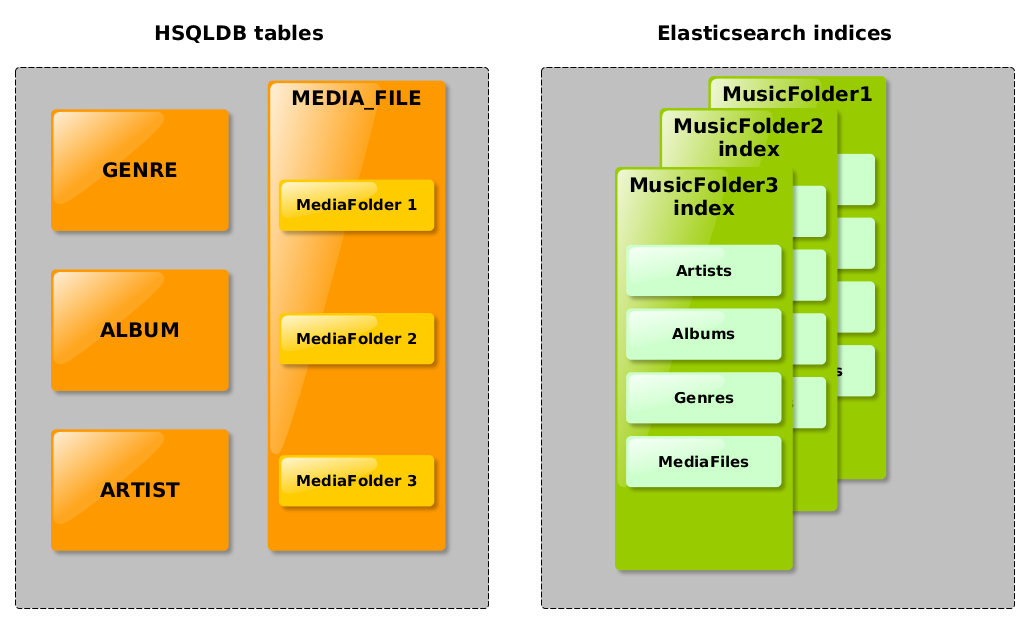 HSQLDB tables
GENRE
ALBUM
ARTIST
MEDIA_FILE
MediaFolder 1
MediaFolder 2
MediaFolder 3
Elasticsearch indices
MusicFolder1
MusicFolder2
index
MusicFolder3
index
Artists
Albums
Genres
MediaFiles